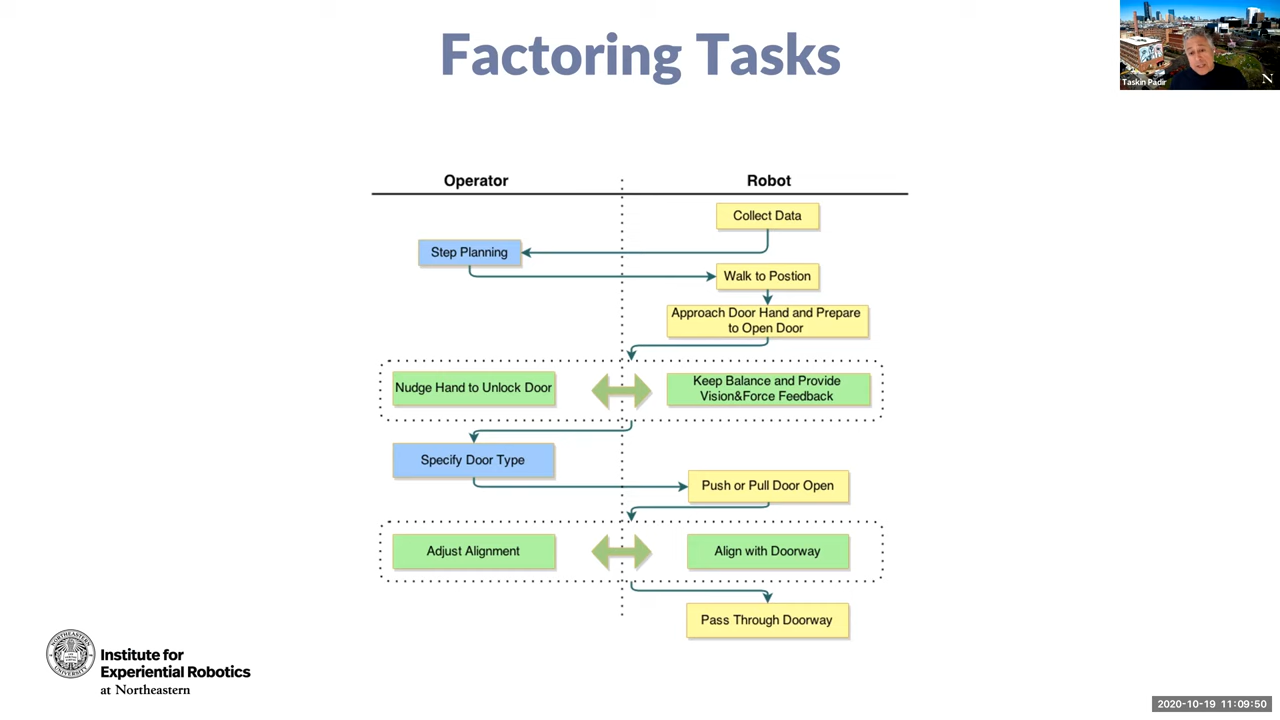 Factoring Tasks
Taskin Padir
N
Operator
Robot
Collect Data
Step Planning
Walk to Postion
Approach Door Hand and Prepare
to Open Door
Nudge Hand to Unlock Door
Keep Balance and Provide
Vision&Force Feedback
Specify Door Type
Push or Pull Door Open
Adjust Alignment
Align with Doorway
Pass Through Doorway
Institute for
Experiential Robotics
at Northeastern
2020-10-19 11:09:50